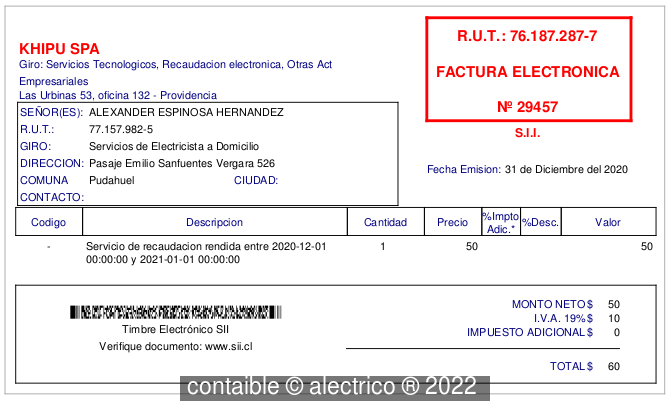 KHIPU SPA
Giro: Servicios Tecnologicos, Recaudacion electronica, Otras Act
Empresariales
Las Urbinas 53, oficina 132 - Providencia
R.U.T.: 76.187.287-7
FACTURA ELECTRONICA
Nº 29457
S.I.I.
SEÑOR(ES): ALEXANDER ESPINOSA HERNANDEZ
R.U.T.: 77.157.982-5
GIRO: Servicios de Electricista a Domicilio
DIRECCION: Pasaje Emilio Sanfuentes Vergara 526
COMUNA Pudahuel CIUDAD:
CONTACTO:
Fecha Emision: 31 de Diciembre del 2020
Codigo Descripcion Cantidad Precio %Impto Adic.* %Desc. Valor
- Servicio de recaudacion rendida entre 2020-12-01 1 50 50
00:00:00 y 2021-01-01 00:00:00
Timbre Electrónico SII
Verifique documento: www.sii.cl
MONTO NETO $ 50
I.V.A. 19% $ 10
IMPUESTO ADICIONAL $ 0
TOTAL $ 60
contaible © alectrico ® 2022